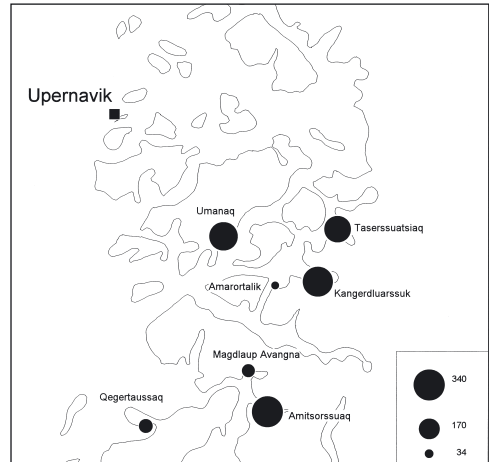 Upernavik
Umanaq
Taserssuatsiaq
Amarortalik
Kangerdluarssuk
Magdlaup Avangna
Qegertaussaq
Amitsorssuaq
340
170
34